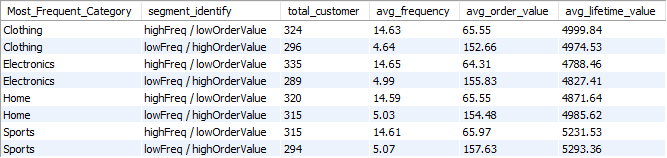 Most_Frequent_Category segment_identify total_customer avg_frequency avg_order_value avg_lifetime_value
Clothing highFreq / lowOrderValue 324 14.63 65.55 4999.84
Clothing lowFreq / highOrderValue 296 4.64 152.66 4974.53
Electronics highFreq / lowOrderValue 335 14.65 64.31 4788.46
Electronics lowFreq / highOrderValue 289 4.99 155.83 4827.41
Home highFreq / lowOrderValue 320 14.59 65.55 4871.64
Home lowFreq / highOrderValue 315 5.03 154.48 4985.62
Sports highFreq / lowOrderValue 315 14.61 65.97 5231.53
Sports lowFreq / highOrderValue 294 5.07 157.63 5293.36